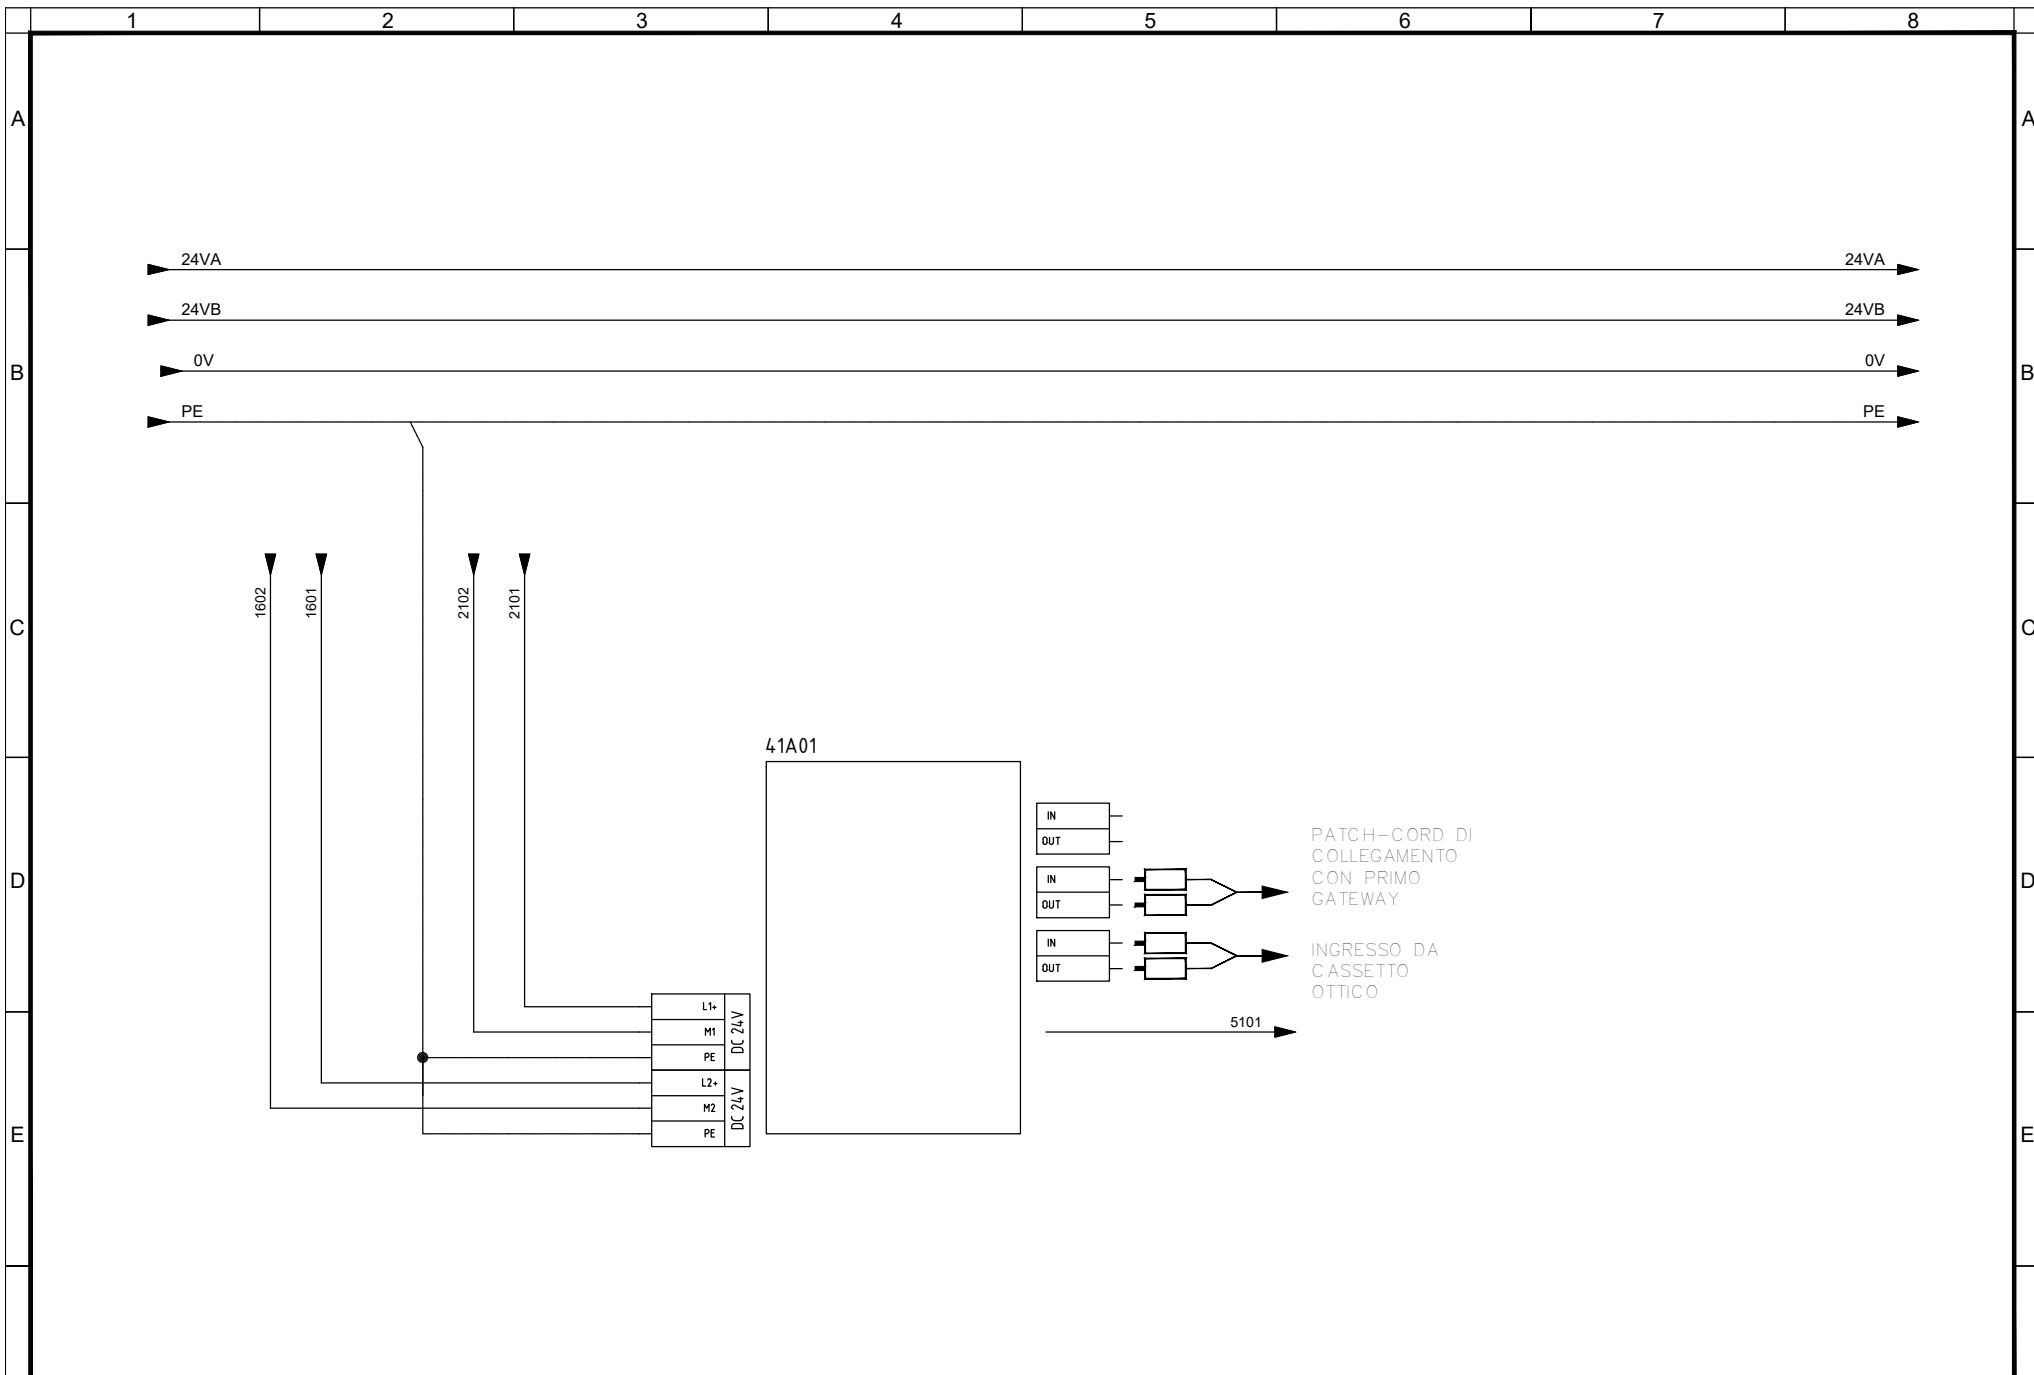 1 2 3 4 5 6 7 8
A A
24VA 24VA
24VB 24VB
B 0V 0V B
PE PE
1602 1601 2102 2101
C C
41A01
IN
OUT
D D
IN
OUT
PATCH-CORD DI
COLLEGAMENTO
CON PRIMO
GATEWAY
IN
OUT
INGRESSO DA
CASSETTO
OTTICO
5101
L1+
M1
PE
DC 24V
L2+
M2
PE
DC 24V
E E